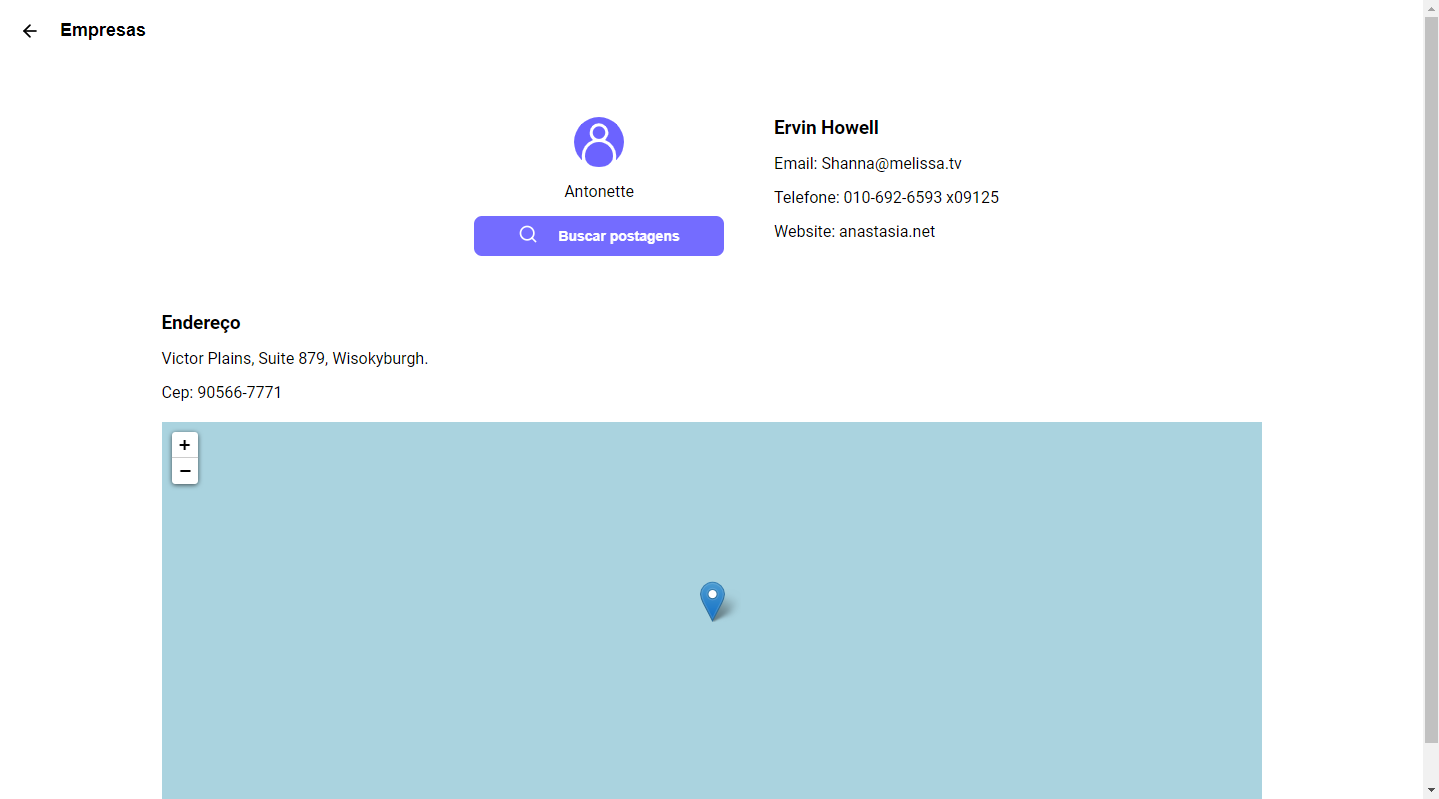 Empresas
Antonette
Buscar postagens
Ervin Howell
Email: Shanna@melissa.tv
Telefone: 010-692-6593 x09125
Website: anastasia.net
Endereço
Victor Plains, Suite 879, Wisokyburgh.
Cep: 90566-7771
+
−